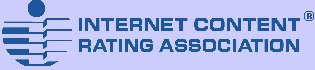 INTERNET CONTENT®
RATING ASSOCIATION